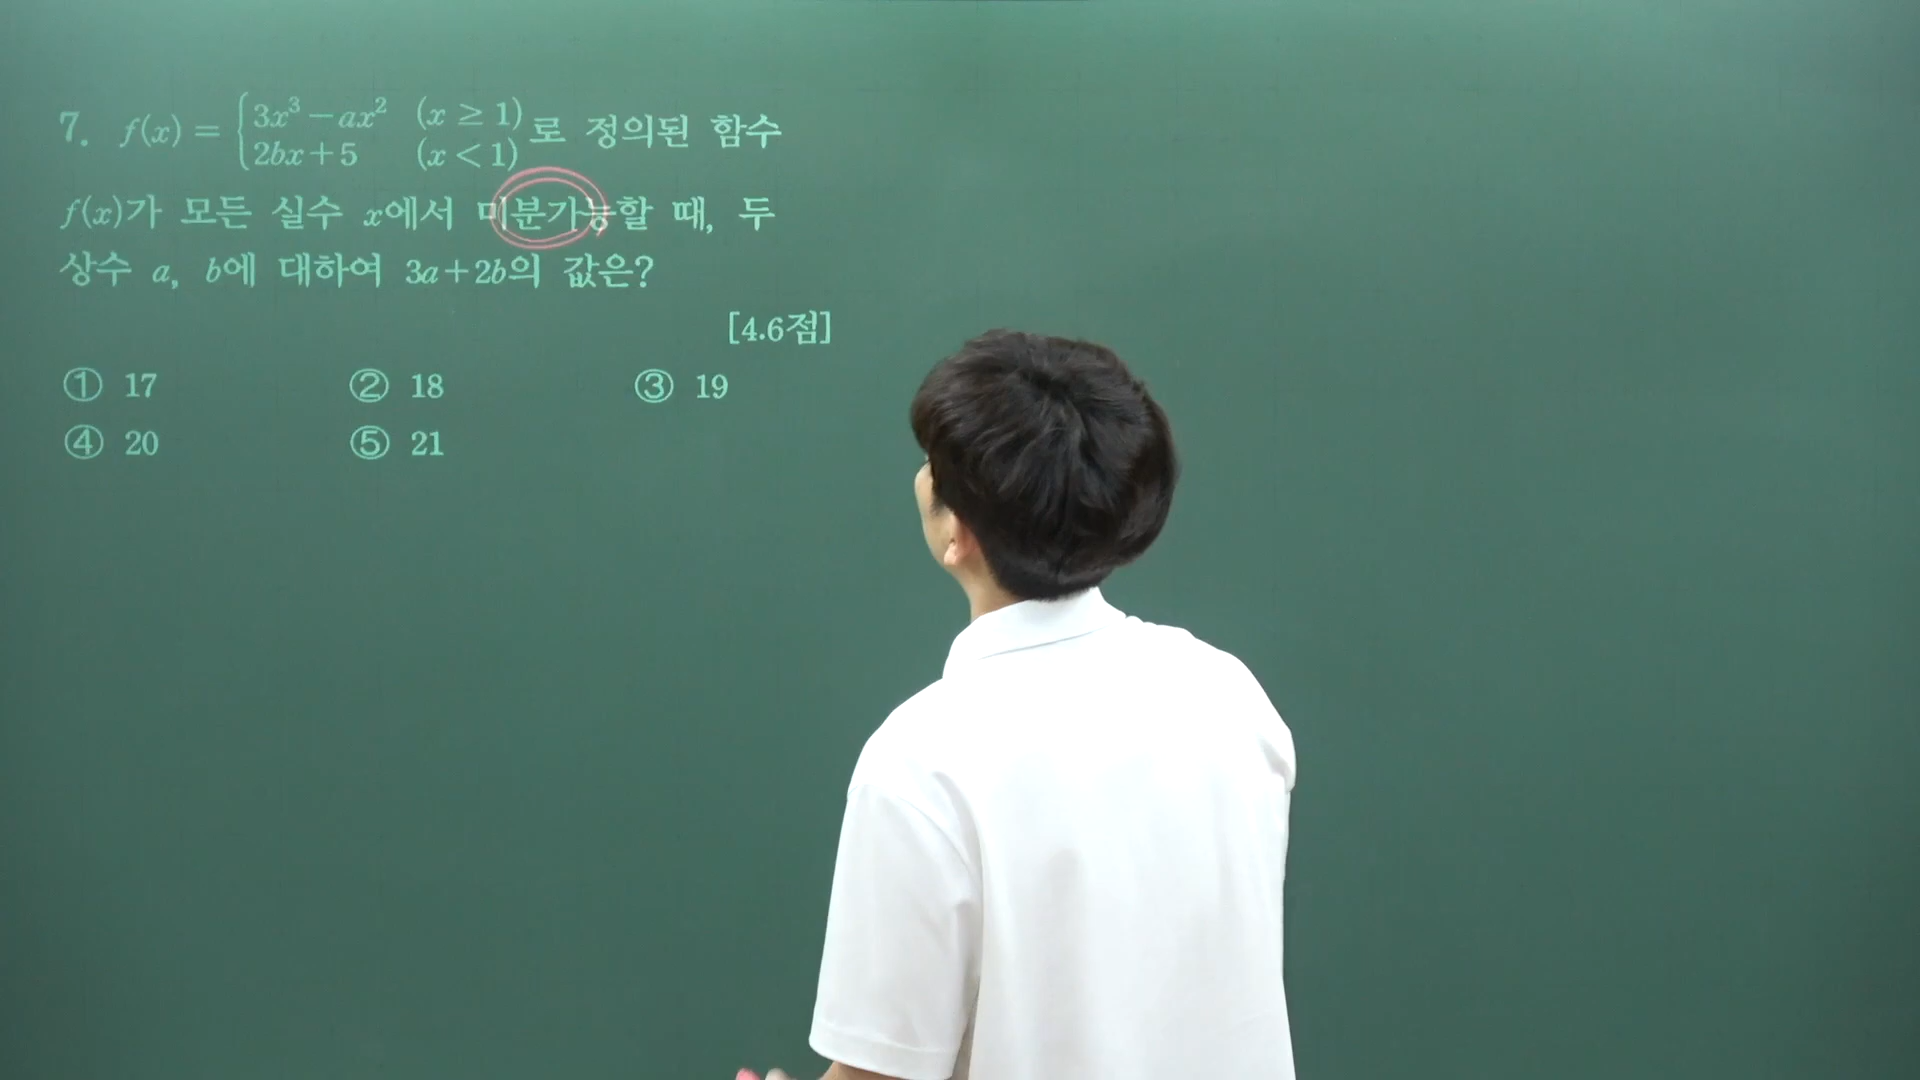 7. f(x) = { 3x³ - ax² (x ≥ 1)
2bx + 5 (x < 1) 로 정의된 함수
f(x)가 모든 실수 x에서 미분가능할 때, 두
상수 a, b에 대하여 3a + 2b의 값은?
[4.6점]
① 17 ② 18 ③ 19
④ 20 ⑤ 21